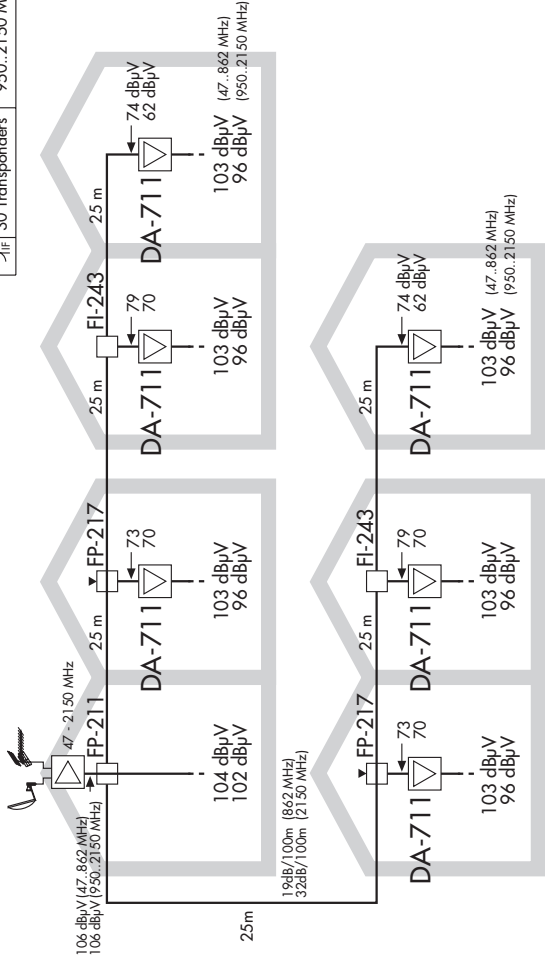 IF 30 Transponders 950..2150
47 - 2150 MHz
106 dBµV (47..862 MHz)
106 dBµV (950..2150 MHz)
FP-211
25 m
FP-217
25 m
FI-243
25 m
104 dBµV
102 dBµV
73
70
DA-711
103 dBµV
96 dBµV
79
70
DA-711
103 dBµV
96 dBµV
74 dBµV
62 dBµV
DA-711
103 dBµV (47..862 MHz)
96 dBµV (950..2150 MHz)
25m
19dB/100m (862 MHz)
32dB/100m (2150 MHz)
FP-217
25 m
FI-243
25 m
73
70
DA-711
103 dBµV
96 dBµV
79
70
DA-711
103 dBµV
96 dBµV
74 dBµV
62 dBµV
DA-711
103 dBµV (47..862 MHz)
96 dBµV (950..2150 MHz)